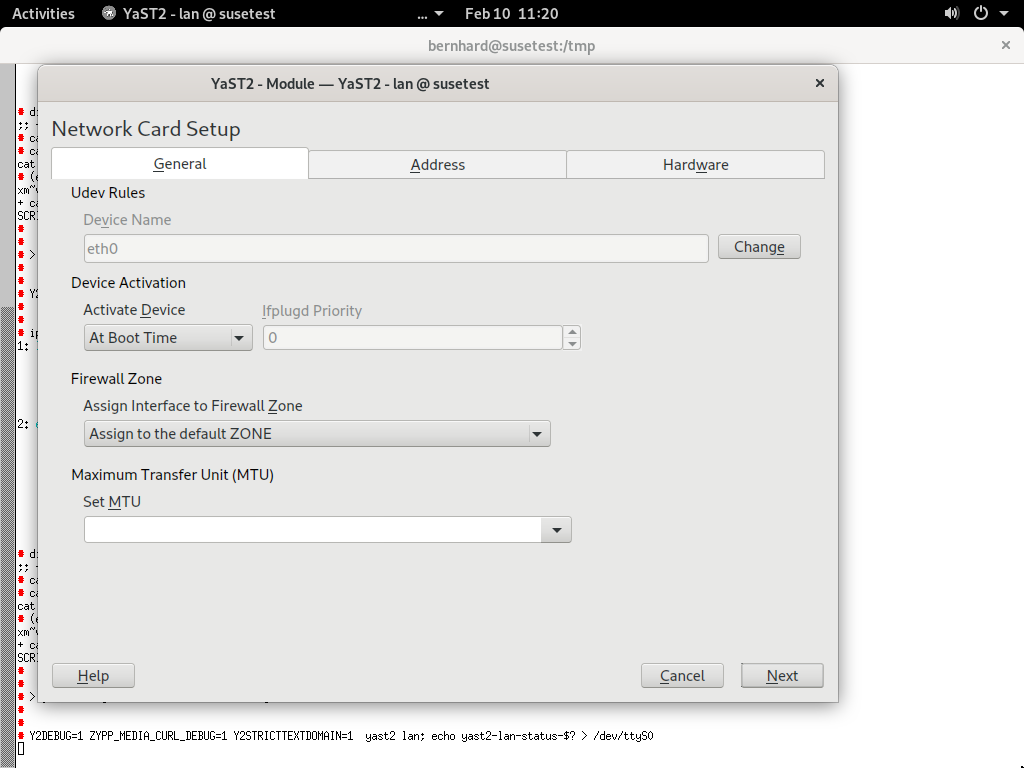 Activities YaST2 - lan @ susetest ... Feb 10 11:20
bernhard@susetest:/tmp
YaST2 - Module — YaST2 - lan @ susetest
Network Card Setup
General Address Hardware
Udev Rules
Device Name
eth0 Change
Device Activation
Activate Device Ifplugd Priority
At Boot Time 0
Firewall Zone
Assign Interface to Firewall Zone
Assign to the default ZONE
Maximum Transfer Unit (MTU)
Set MTU
Help Cancel Next
# Y2DEBUG=1 ZYPP_MEDIA_CURL_DEBUG=1 Y2STRICTTEXTDOMAIN=1 yast2 lan; echo yast2-lan-status-$? > /dev/ttyS0